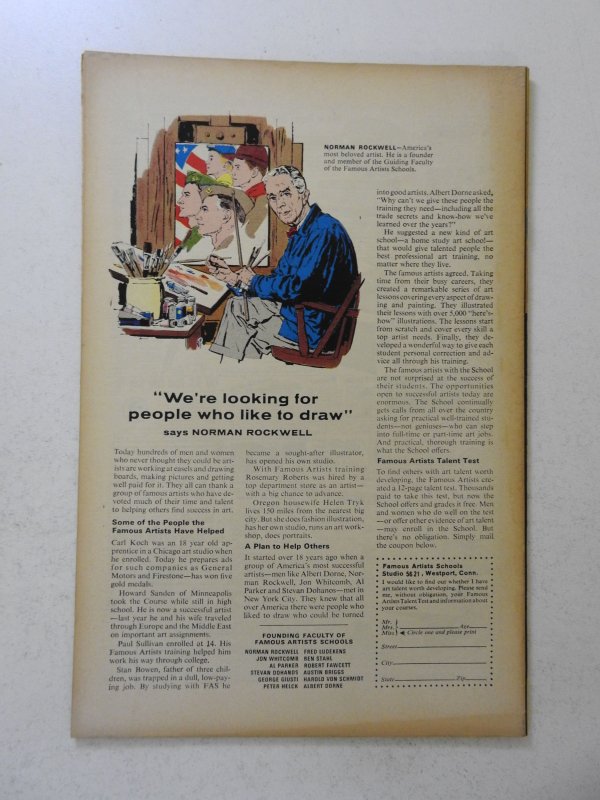 NORMAN ROCKWELL—America's
most beloved artist. He is a founder
and member of the Guiding Faculty
of the Famous Artists Schools.
"We're looking for
people who like to draw"
says NORMAN ROCKWELL
Today hundreds of men and women
who never thought they could be art-
ists are working at easels and drawing
boards, making pictures and getting
well paid for it. They all can thank a
group of famous artists who have de-
voted much of their time and talent
to helping others find success in art.
Some of the People the
Famous Artists Have Helped
Carl Koch was an 18 year old ap-
prentice in a Chicago art studio when
he enrolled. Today he prepares ads
for such companies as General
Motors and Firestone—has won five
gold medals.
Howard Sanden of Minneapolis
took the Course while still in high
school. He is now a successful artist
—last year he and his wife traveled
through Europe and the Middle East
on important art assignments.
Paul Sullivan enrolled at 14. His
Famous Artists training helped him
work his way through college.
Stan Bowen, father of three chil-
dren, was trapped in a dull, low-pay-
ing job. By studying with FAS he
became a sought-after illustrator,
has opened his own studio.
With Famous Artists training
Rosemary Roberts was hired by a
top department store as an artist—
with a big chance to advance.
Oregon housewife Helen Tryk
lives 150 miles from the nearest big
city. But she does fashion illustration,
has her own studio, runs an art work-
shop, does portraits.
A Plan to Help Others
It started over 18 years ago when a
group of America's most successful
artists—men like Albert Dorne, Nor-
man Rockwell, Jon Whitcomb, Al
Parker and Stevan Dohanos—met in
New York City. They knew that all
over America there were people who
liked to draw who could be turned
into good artists. Albert Dorne asked,
"Why can't we give these people the
training they need—including all the
trade secrets and know-how we've
learned over the years?"
He suggested a new kind of art
school—a home study art school—
that would give talented people the
best professional art training, no
matter where they live.
The famous artists agreed. Taking
time from their busy careers, they
created a remarkable series of art
lessons covering every aspect of draw-
ing and painting. They illustrated
their lessons with over 5,000 "here's-
how" illustrations. The lessons start
from scratch and cover every skill a
top artist needs. Finally, they de-
veloped a wonderful way to give each
student personal correction and ad-
vice all through his training.
The famous artists with the School
are not surprised at the success of
their students. The opportunities
open to successful artists today are
enormous. The School continually
gets calls from all over the country
asking for practical well-trained stu-
dents—not geniuses—who can step
into full-time or part-time art jobs.
And practical, thorough training is
what the School offers.
Famous Artists Talent Test
To find others with art talent worth
developing, the Famous Artists cre-
ated a 12-page talent test. Thousands
paid to take this test, but now the
School offers and grades it free. Men
and women who do well on the test
—or offer other evidence of art talent
—may enroll in the School. But
there's no obligation. Simply mail
the coupon below.
FOUNDING FACULTY OF
FAMOUS ARTISTS SCHOOLS
NORMAN ROCKWELL FRED LUDEKENS
JON WHITCOMB BEN STAHL
AL PARKER ROBERT FAWCETT
STEVAN DOHANOS AUSTIN BRIGGS
GEORGE GIUSTI HAROLD VON SCHMIDT
PETER HELCK ALBERT DORNE
Famous Artists Schools
Studio 5621, Westport, Conn.
I would like to find out whether I have
art talent worth developing. Please send
me, without obligation, your Famous
Artists Talent Test and information about
your courses.
Mr.
Mrs. Age
Miss Circle one and please print
Street
City
State Zip